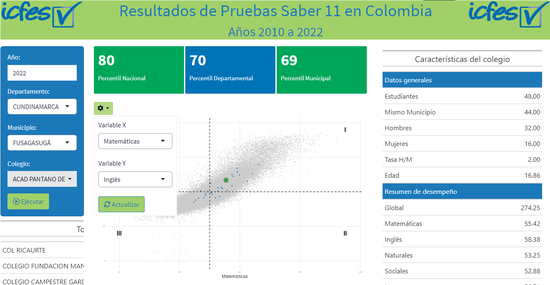 icfes
Resultados de Pruebas Saber 11 en Colombia
Años 2010 a 2022
icfes
Año:
2022
Departamento:
CUNDINAMARCA
Municipio:
FUSAGASUGÁ
Colegio:
ACAD PANTANO DE
Ejecutar
COL RICAURTE
COLEGIO FUNDACION MAN
COLEGIO CAMPESTRE GARD
80
Percentil Nacional
70
Percentil Departamental
69
Percentil Municipal
Variable X
Matemáticas
Variable Y
Inglés
Actualizar
I
II
III
Matemáticas
Características del colegio
Datos generales
Estudiantes 48.00
Mismo Municipio 44.00
Hombres 32.00
Mujeres 16.00
Tasa H/M 2.00
Edad 16.86
Resumen de desempeño
Global 274.25
Matemáticas 55.42
Inglés 58.38
Naturales 53.25
Sociales 52.88